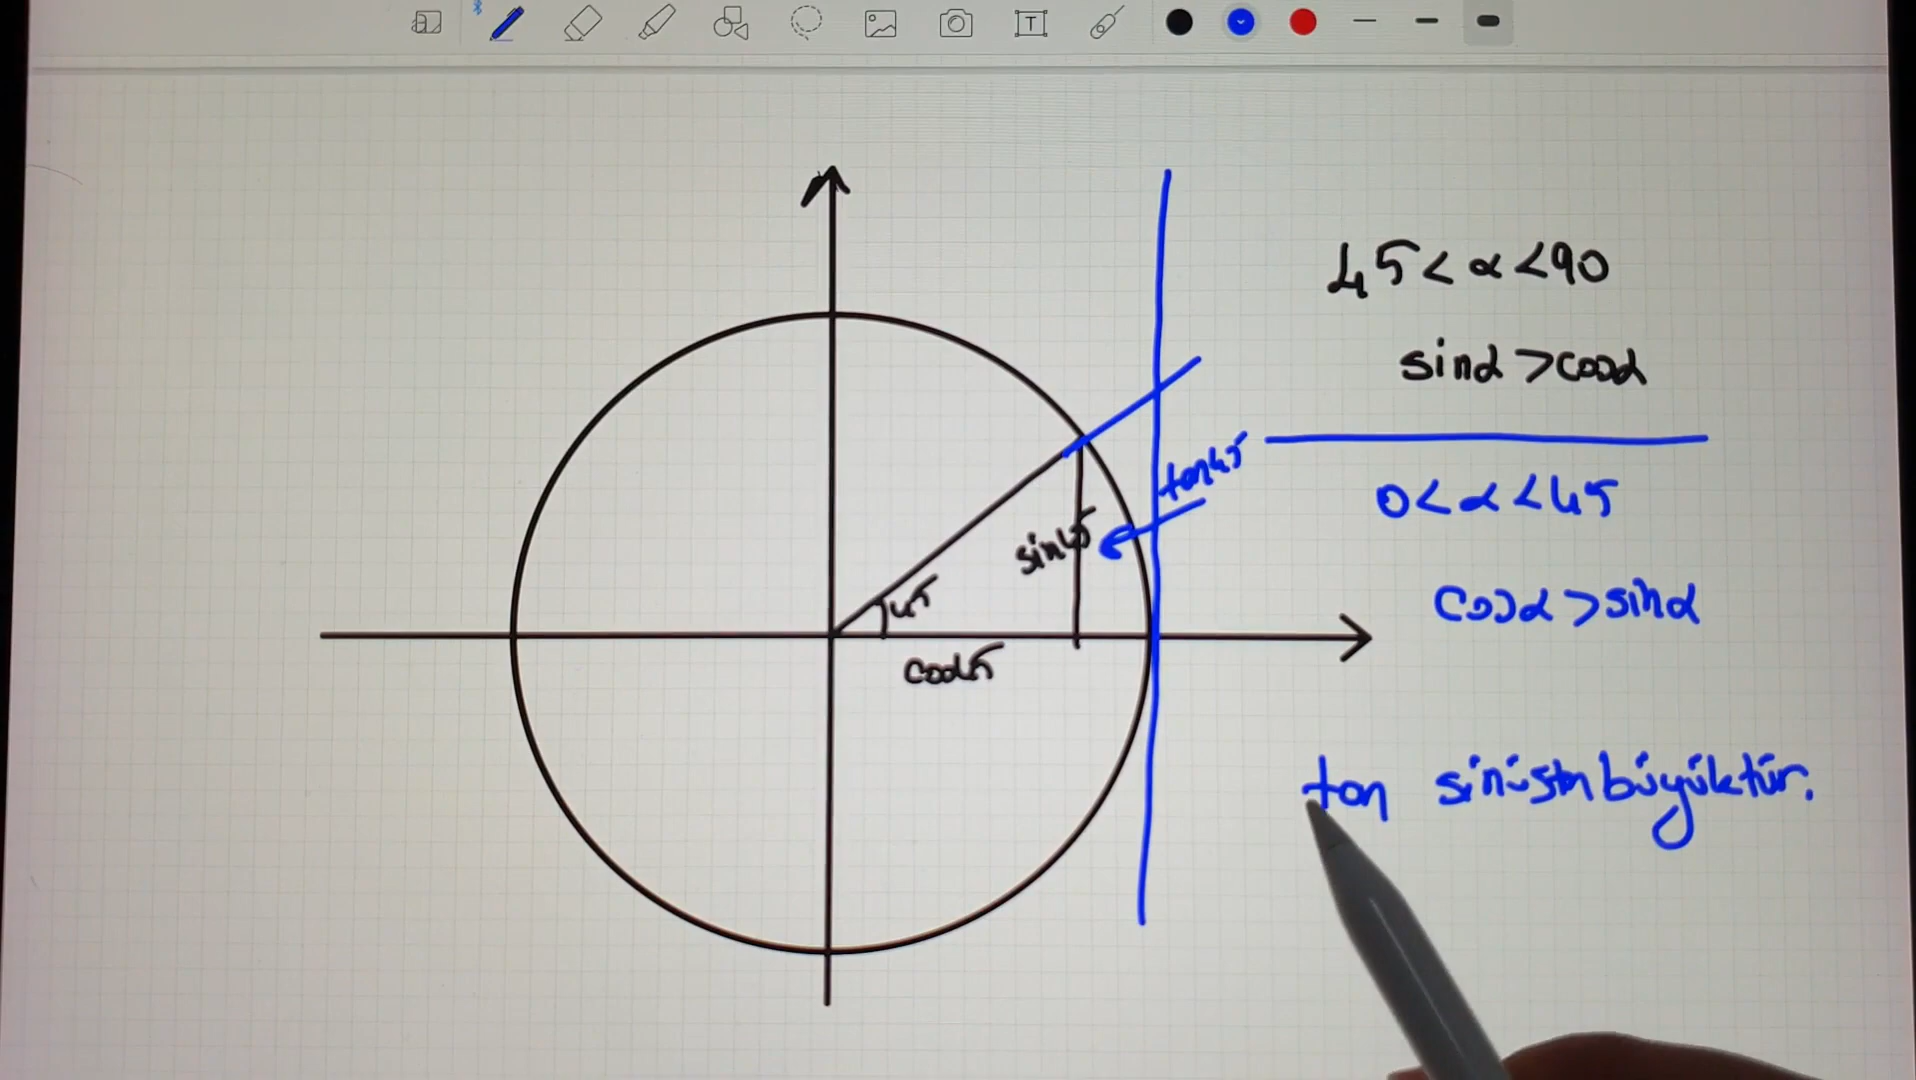 T
45<α<90
sinα>cosα
tan45
0<α<45
sin45
45
cosα>sinα
cos45
tan sinüsten büyüktür.